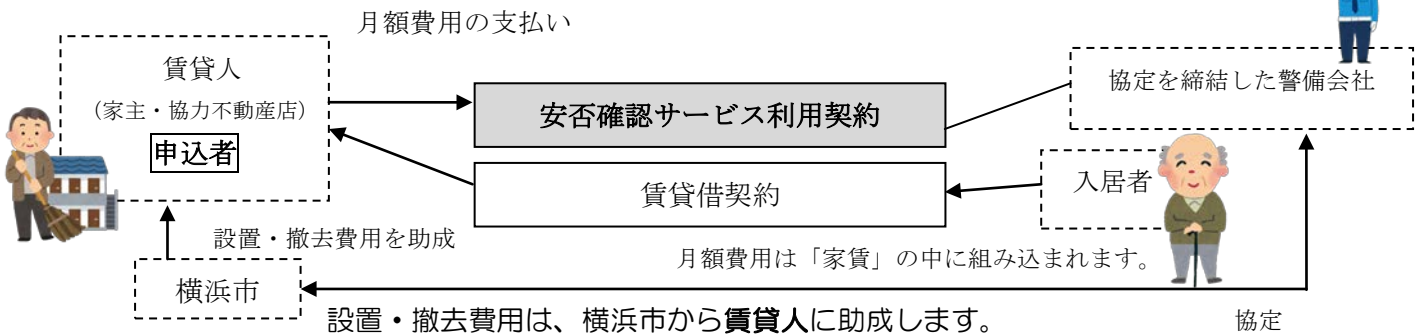 月額費用の支払い
賃貸人
（家主・協力不動産店）
申込者
安否確認サービス利用契約
協定を締結した警備会社
賃貸借契約
入居者
設置・撤去費用を助成
月額費用は「家賃」の中に組み込まれます。
横浜市
設置・撤去費用は、横浜市から賃貸人に助成します。
協定